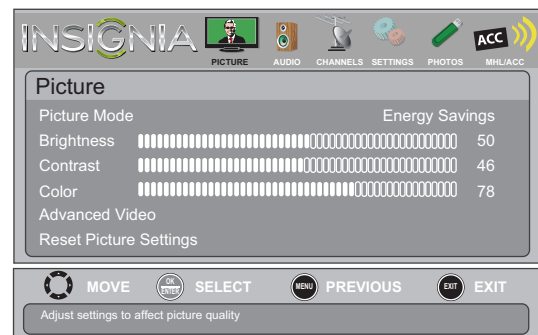 INSIGNIA
PICTURE AUDIO CHANNELS SETTINGS PHOTOS ACC MHL/ACC
Picture
Picture Mode Energy Savings
Brightness 50
Contrast 46
Color 78
Advanced Video
Reset Picture Settings
MOVE OK ENTER SELECT MENU PREVIOUS EXIT EXIT
Adjust settings to affect picture quality